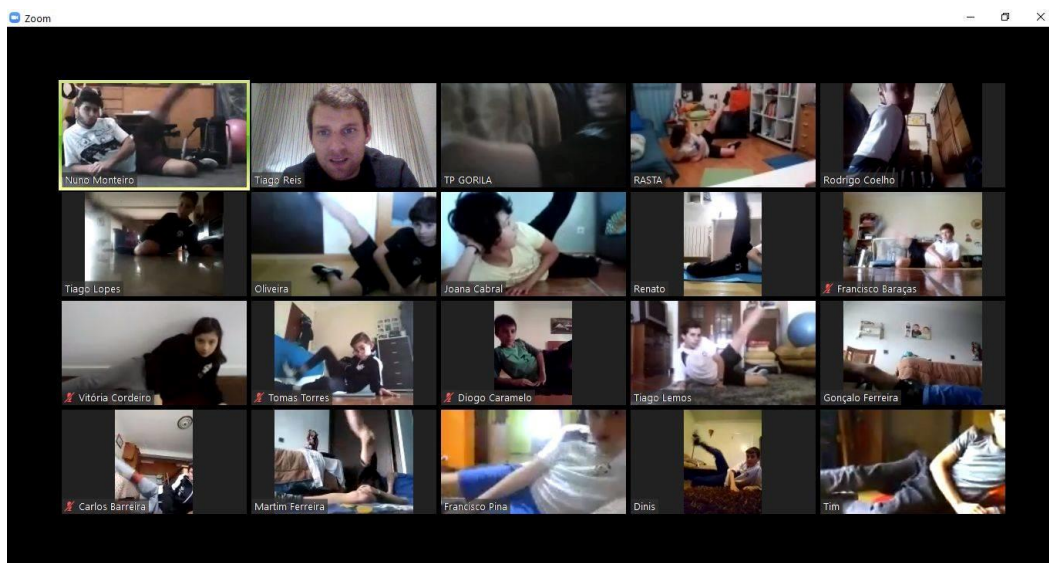 Zoom
Nuno Monteiro
Tiago Reis
TP GORILA
RASTA
Rodrigo Coelho
Tiago Lopes
Oliveira
Joana Cabral
Renato
Francisco Baraças
Vitória Cordeiro
Tomas Torres
Diogo Caramelo
Tiago Lemos
Gonçalo Ferreira
Carlos Barreira
Martim Ferreira
Francisco Pina
Dinis
Tim